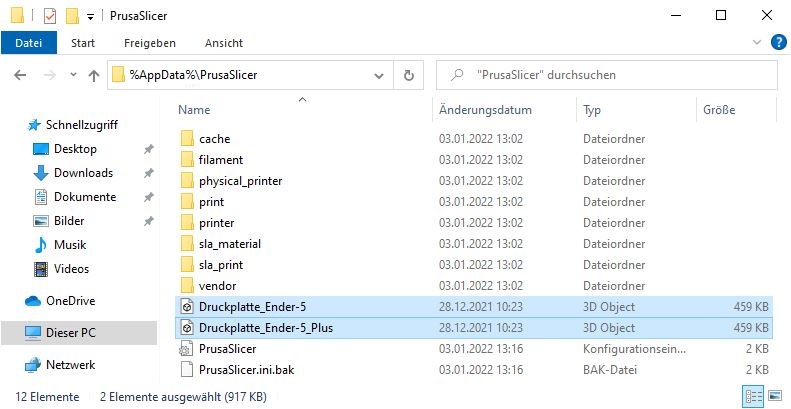 PrusaSlicer
Datei Start Freigeben Ansicht
%AppData%\PrusaSlicer "PrusaSlicer" durchsuchen
Name Änderungsdatum Typ Größe
Schnellzugriff
Desktop
Downloads
Dokumente
Bilder
Musik
Videos
OneDrive
Dieser PC
Netzwerk
cache 03.01.2022 13:02 Dateiordner
filament 03.01.2022 13:02 Dateiordner
physical_printer 03.01.2022 13:02 Dateiordner
print 03.01.2022 13:02 Dateiordner
printer 03.01.2022 13:02 Dateiordner
sla_material 03.01.2022 13:02 Dateiordner
sla_print 03.01.2022 13:02 Dateiordner
vendor 03.01.2022 13:02 Dateiordner
Druckplatte_Ender-5 28.12.2021 10:23 3D Object 459 KB
Druckplatte_Ender-5_Plus 28.12.2021 10:23 3D Object 459 KB
PrusaSlicer 03.01.2022 13:16 Konfigurationsein... 2 KB
PrusaSlicer.ini.bak 03.01.2022 13:16 BAK-Datei 2 KB
12 Elemente 2 Elemente ausgewählt (917 KB)